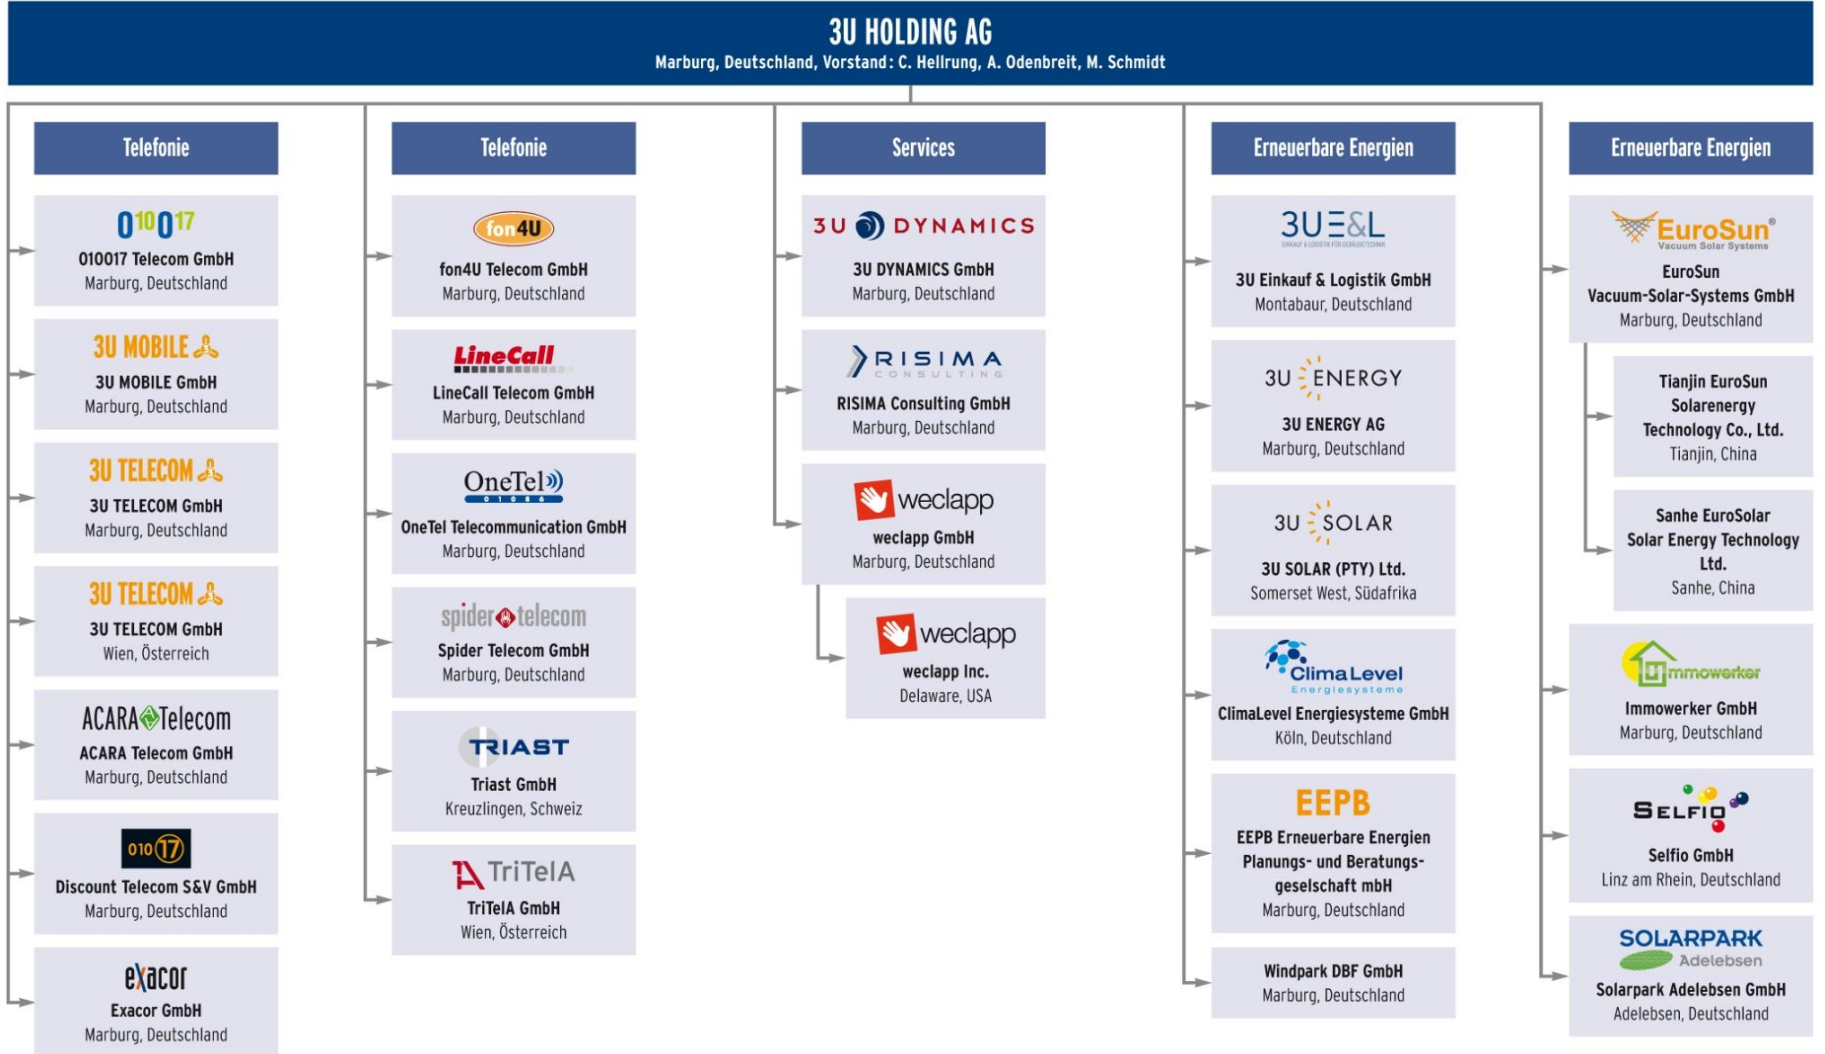 3U HOLDING AG
Marburg, Deutschland, Vorstand: C. Hellrung, A. Odenbreit, M. Schmidt
Telefonie
010017
010017 Telecom GmbH
Marburg, Deutschland
3U MOBILE
3U MOBILE GmbH
Marburg, Deutschland
3U TELECOM
3U TELECOM GmbH
Marburg, Deutschland
3U TELECOM
3U TELECOM GmbH
Wien, Österreich
ACARA Telecom
ACARA Telecom GmbH
Marburg, Deutschland
010 17
Discount Telecom S&V GmbH
Marburg, Deutschland
exacor
Exacor GmbH
Marburg, Deutschland
Telefonie
fon4U
fon4U Telecom GmbH
Marburg, Deutschland
LineCall
LineCall Telecom GmbH
Marburg, Deutschland
OneTel
01086
OneTel Telecommunication GmbH
Marburg, Deutschland
spider telecom
Spider Telecom GmbH
Marburg, Deutschland
TRIAST
Triast GmbH
Kreuzlingen, Schweiz
TA TriTelA
TriTelA GmbH
Wien, Österreich
Services
3U DYNAMICS
3U DYNAMICS GmbH
Marburg, Deutschland
RISIMA
CONSULTING
RISIMA Consulting GmbH
Marburg, Deutschland
weclapp
weclapp GmbH
Marburg, Deutschland
weclapp
weclapp Inc.
Delaware, USA
Erneuerbare Energien
3U E&L
EINKAUF & LOGISTIK FÜR GEBÄUDETECHNIK
3U Einkauf & Logistik GmbH
Montabaur, Deutschland
3U ENERGY
3U ENERGY AG
Marburg, Deutschland
3U SOLAR
3U SOLAR (PTY) Ltd.
Somerset West, Südafrika
ClimaLevel
Energiesysteme
ClimaLevel Energiesysteme GmbH
Köln, Deutschland
EEPB
EEPB Erneuerbare Energien
Planungs- und Beratungs-
geselschaft mbH
Marburg, Deutschland
Windpark DBF GmbH
Marburg, Deutschland
Erneuerbare Energien
EuroSun®
Vacuum Solar Systems
EuroSun
Vacuum-Solar-Systems GmbH
Marburg, Deutschland
Tianjin EuroSun
Solarenergy
Technology Co., Ltd.
Tianjin, China
Sanhe EuroSolar
Solar Energy Technology
Ltd.
Sanhe, China
immowerker
Immowerker GmbH
Marburg, Deutschland
SELFIO
Selfio GmbH
Linz am Rhein, Deutschland
SOLARPARK
Adelebsen
Solarpark Adelebsen GmbH
Adelebsen, Deutschland